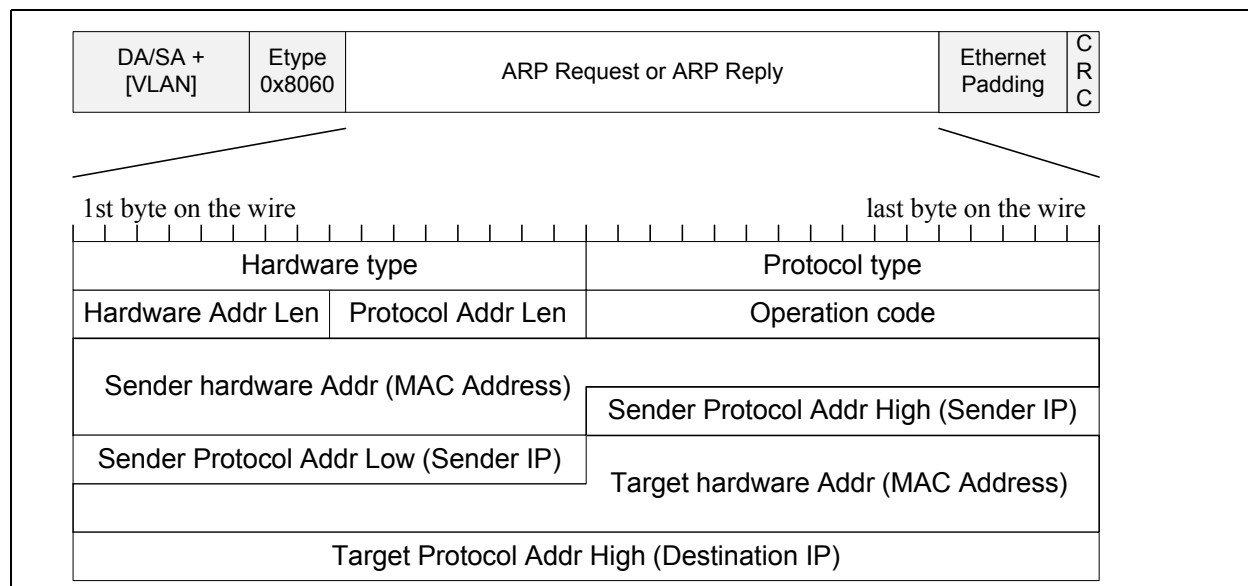 DA/SA +
[VLAN]
Etype
0x8060
ARP Request or ARP Reply
Ethernet
Padding
C
R
C
1st byte on the wire
last byte on the wire
Hardware type
Protocol type
Hardware Addr Len
Protocol Addr Len
Operation code
Sender hardware Addr (MAC Address)
Sender Protocol Addr High (Sender IP)
Sender Protocol Addr Low (Sender IP)
Target hardware Addr (MAC Address)
Target Protocol Addr High (Destination IP)